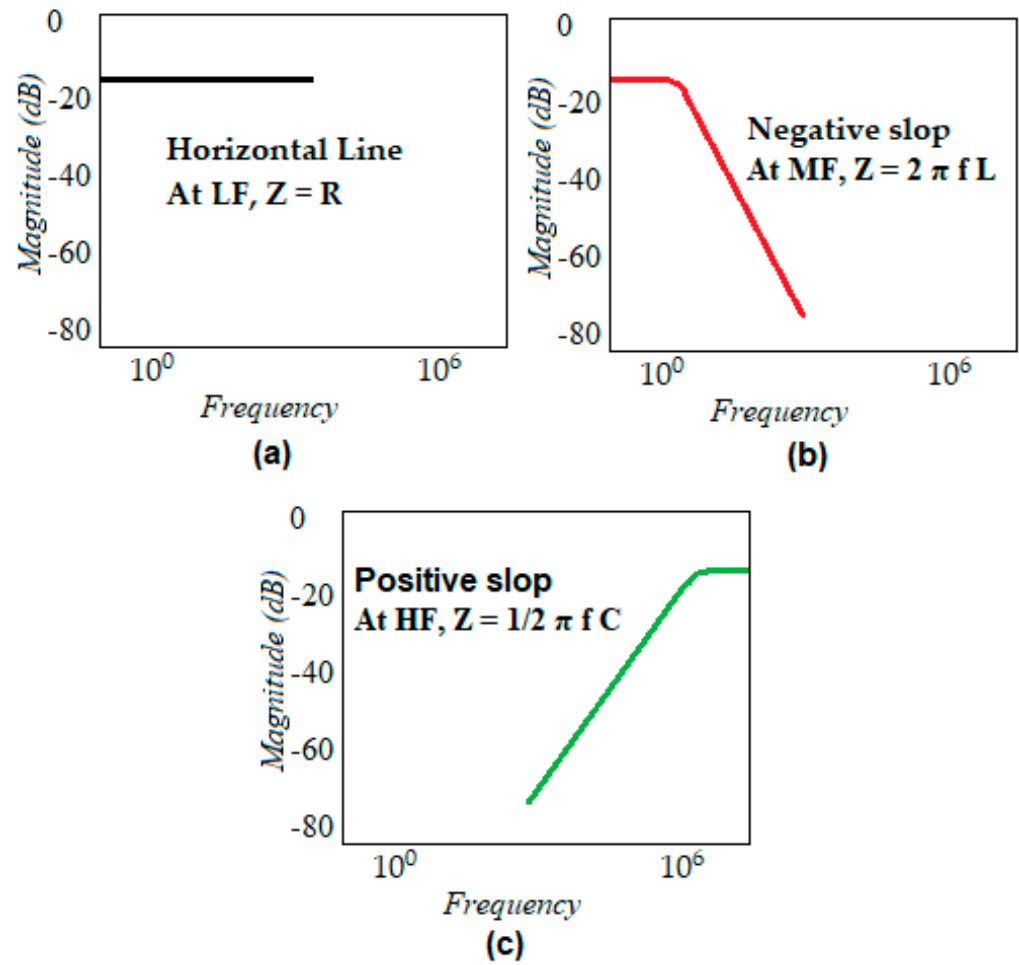 0
-20
-40
-60
-80
Magnitude (dB)
Horizontal Line
At LF, Z = R
10⁰ 10⁶
Frequency
(a)
0
-20
-40
-60
-80
Magnitude (dB)
Negative slop
At MF, Z = 2 π f L
10⁰ 10⁶
Frequency
(b)
0
-20
-40
-60
-80
Magnitude (dB)
Positive slop
At HF, Z = 1/2 π f C
10⁰ 10⁶
Frequency
(c)